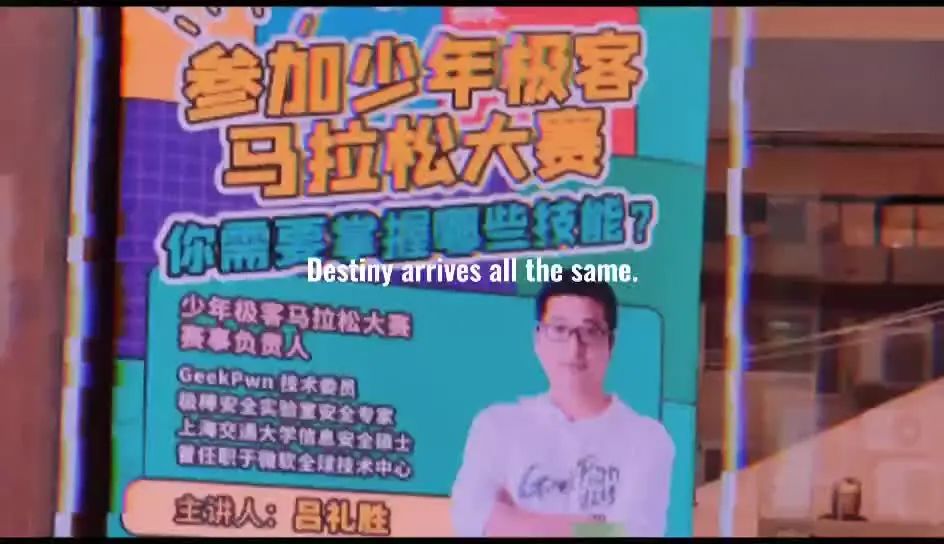 参加少年极客
马拉松大赛
你需要掌握哪些技能？
Destiny arrives all the same.
少年极客马拉松大赛
赛事负责人
GeekPwn 技术委员
极棒安全实验室安全专家
上海交通大学信息安全硕士
曾任职于微软全球技术中心
主讲人：吕礼胜